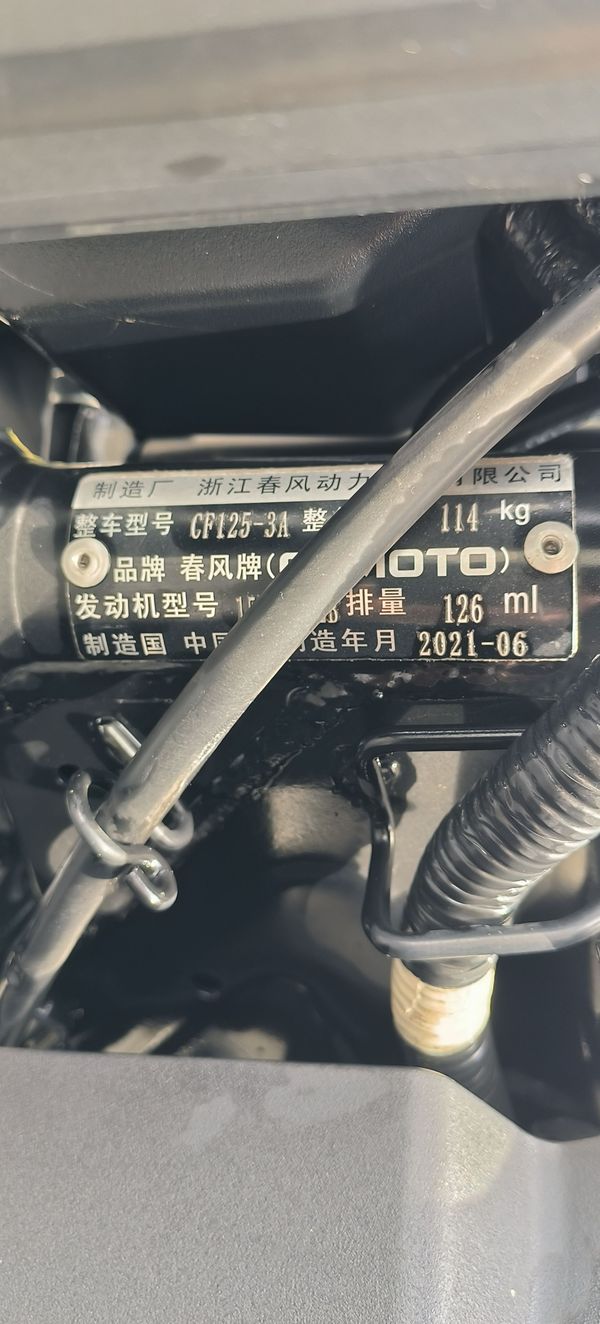 制造厂 浙江春风动力 有限公司
整车型号 CF125-3A 整 114 kg
品牌 春风牌( MOTO)
发动机型号 15 排量 126 ml
制造国 中国 制造年月 2021-06